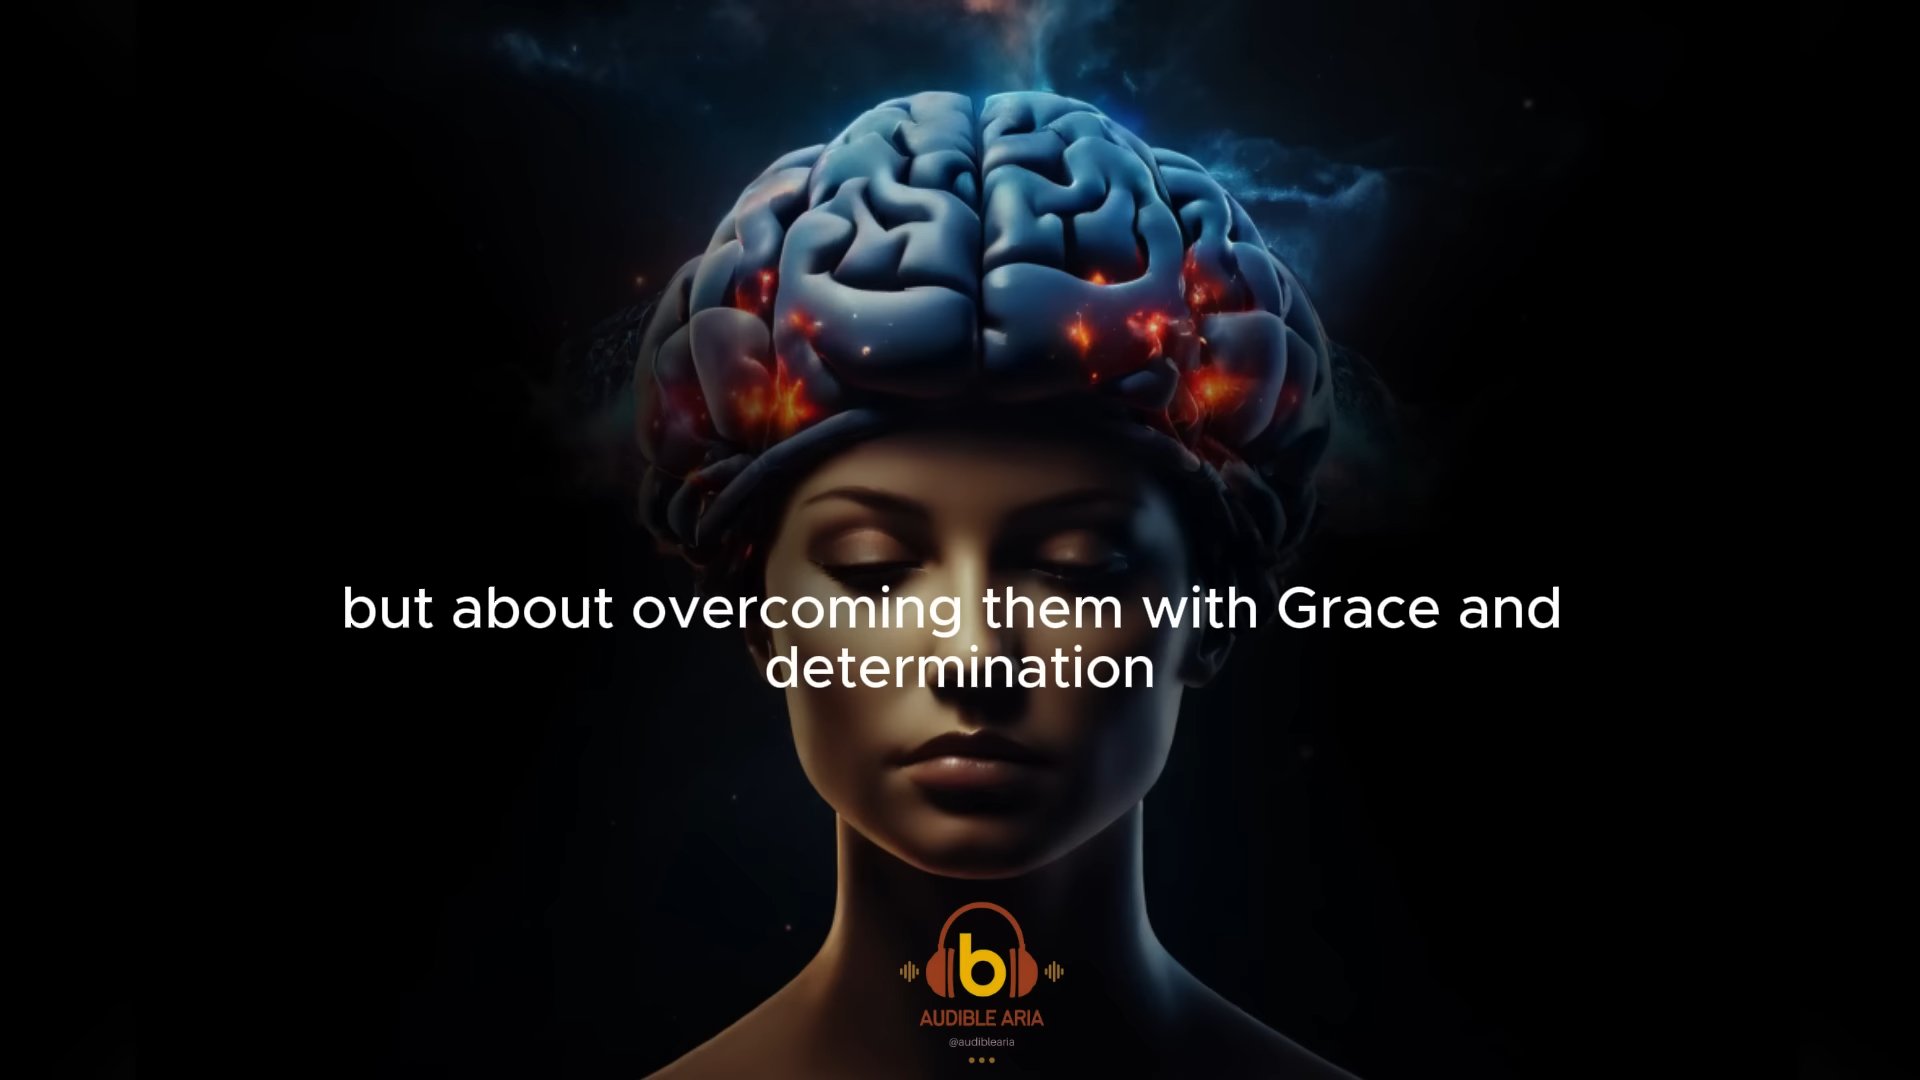 but about overcoming them with Grace and
determination
b
AUDIBLE ARIA
@audiblearia